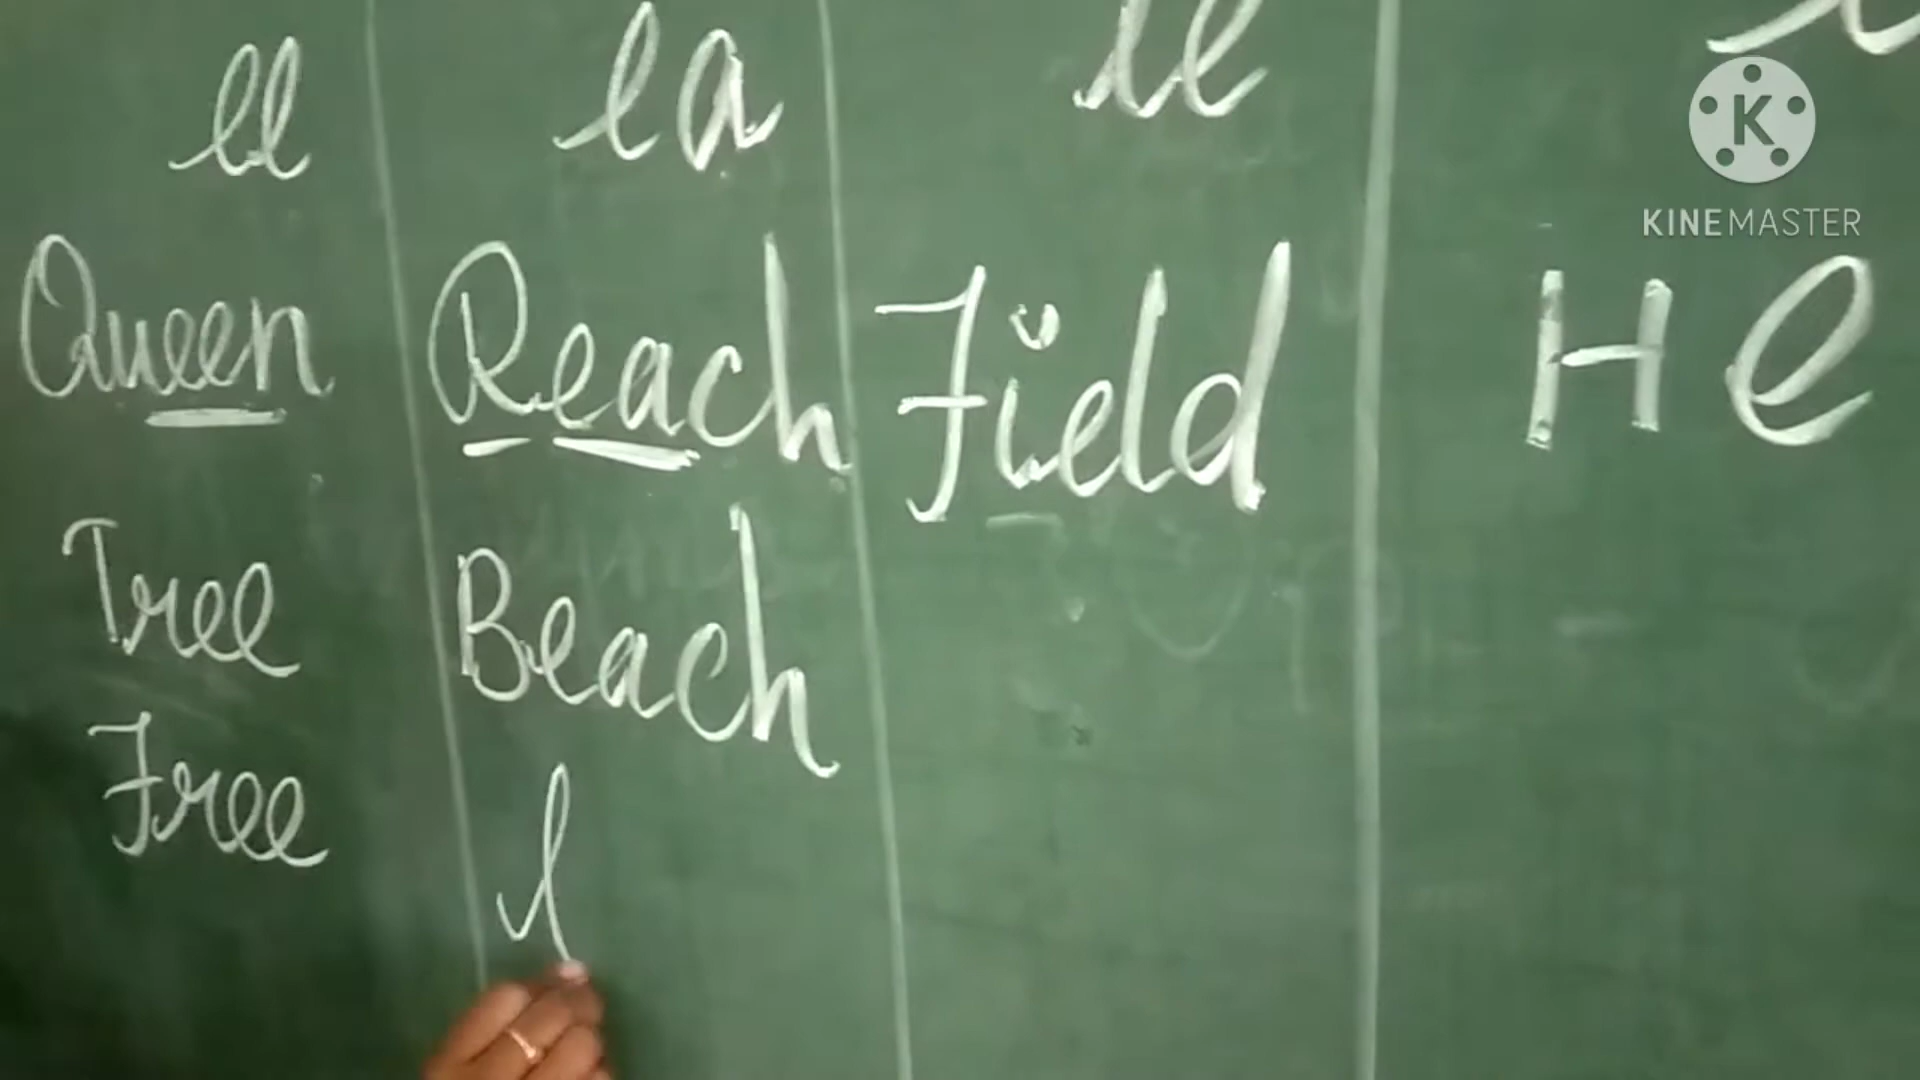 ee ea ie
K
KINEMASTER
Queen Reach Field He
Tree Beach
Free